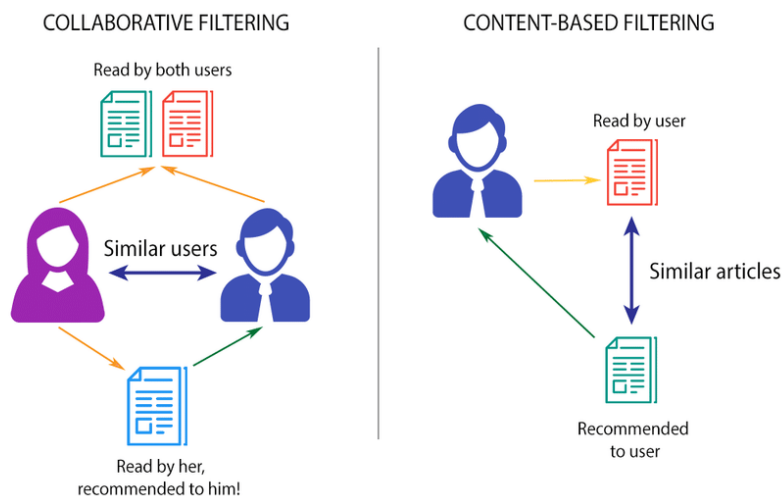 COLLABORATIVE FILTERING
Read by both users
Similar users
Read by her,
recommended to him!
CONTENT-BASED FILTERING
Read by user
Similar articles
Recommended
to user